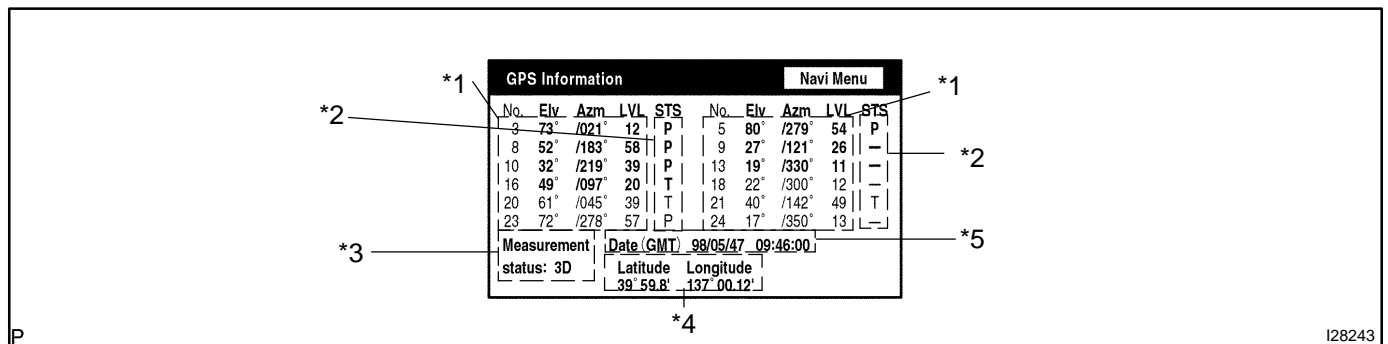 GPS Information Navi Menu
*1 *1
*2
No. Elv Azm LVL STS No. Elv Azm LVL STS
3 73° /021° 12 P 5 80° /279° 54 P
8 52° /183° 58 P 9 27° /121° 26 —
*2
10 32° /219° 39 P 13 19° /330° 11 —
16 49° /097° 20 T 18 22° /300° 12 —
20 61° /045° 39 T 21 40° /142° 49 T
23 72° /278° 57 P 24 17° /350° 13 —
*3 *5
Measurement Date (GMT) 98/05/47 09:46:00
status: 3D Latitude Longitude
39°59.8' 137°00.12'
*4
P I28243